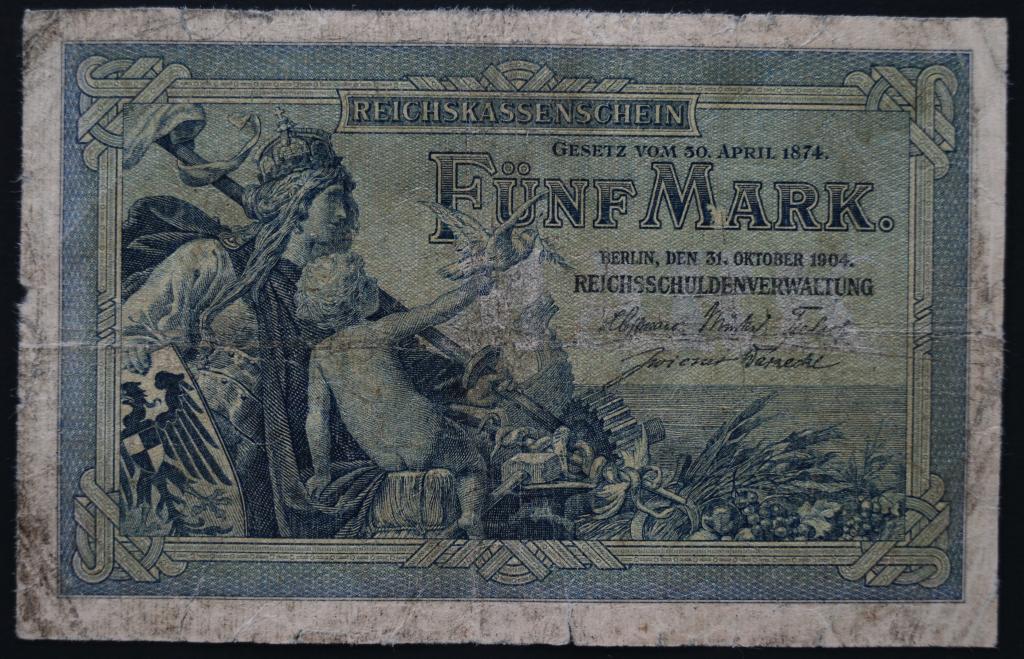 REICHSKASSENSCHEIN
GESETZ VOM 30. APRIL 1874.
FÜNF MARK.
BERLIN, DEN 31. OKTOBER 1904.
REICHSSCHULDENVERWALTUNG